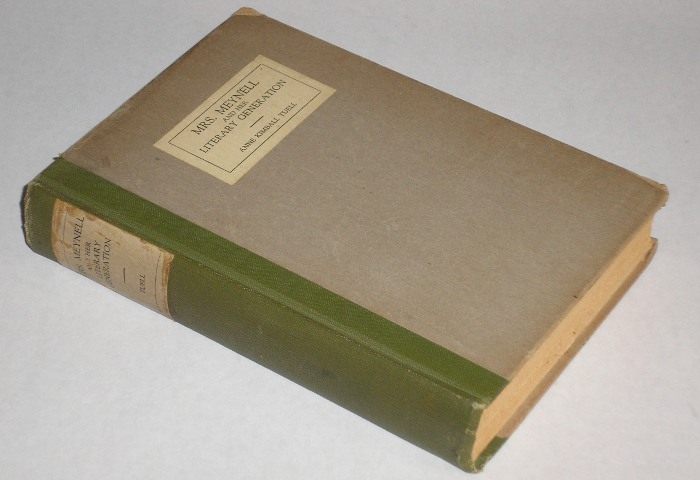 MRS. MEYNELL
AND HER
LITERARY GENERATION
ANNE KIMBALL TUELL
MRS. MEYNELL
AND HER
LITERARY
GENERATION
TUELL